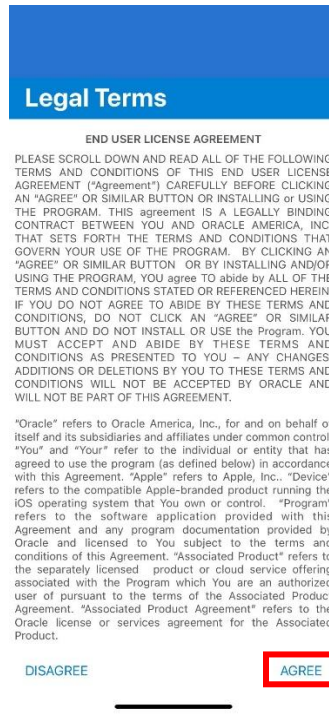 Legal Terms
END USER LICENSE AGREEMENT
PLEASE SCROLL DOWN AND READ ALL OF THE FOLLOWING
TERMS AND CONDITIONS OF THIS END USER LICENSE
AGREEMENT ("Agreement") CAREFULLY BEFORE CLICKING
AN "AGREE" OR SIMILAR BUTTON OR INSTALLING or USING
THE PROGRAM. THIS agreement IS A LEGALLY BINDING
CONTRACT BETWEEN YOU AND ORACLE AMERICA, INC
THAT SETS FORTH THE TERMS AND CONDITIONS THAT
GOVERN YOUR USE OF THE PROGRAM. BY CLICKING AN
"AGREE" OR SIMILAR BUTTON OR BY INSTALLING AND/OR
USING THE PROGRAM, YOU agree TO abide by ALL OF THE
TERMS AND CONDITIONS STATED OR REFERENCED HEREIN
IF YOU DO NOT AGREE TO ABIDE BY THESE TERMS AND
CONDITIONS, DO NOT CLICK AN "AGREE" OR SIMILAR
BUTTON AND DO NOT INSTALL OR USE the Program. YOU
MUST ACCEPT AND ABIDE BY THESE TERMS AND
CONDITIONS AS PRESENTED TO YOU – ANY CHANGES
ADDITIONS OR DELETIONS BY YOU TO THESE TERMS AND
CONDITIONS WILL NOT BE ACCEPTED BY ORACLE AND
WILL NOT BE PART OF THIS AGREEMENT.
"Oracle" refers to Oracle America, Inc., for and on behalf of
itself and its subsidiaries and affiliates under common control
"You" and "Your" refer to the individual or entity that has
agreed to use the program (as defined below) in accordance
with this Agreement. "Apple" refers to Apple, Inc.. "Device"
refers to the compatible Apple-branded product running the
iOS operating system that You own or control. "Program"
refers to the software application provided with this
Agreement and any program documentation provided by
Oracle and licensed to You subject to the terms and
conditions of this Agreement. "Associated Product" refers to
the separately licensed product or cloud service offering
associated with the Program which You are an authorized
user of pursuant to the terms of the Associated Product
Agreement. "Associated Product Agreement" refers to the
Oracle license or services agreement for the Associated
Product.
DISAGREE
AGREE